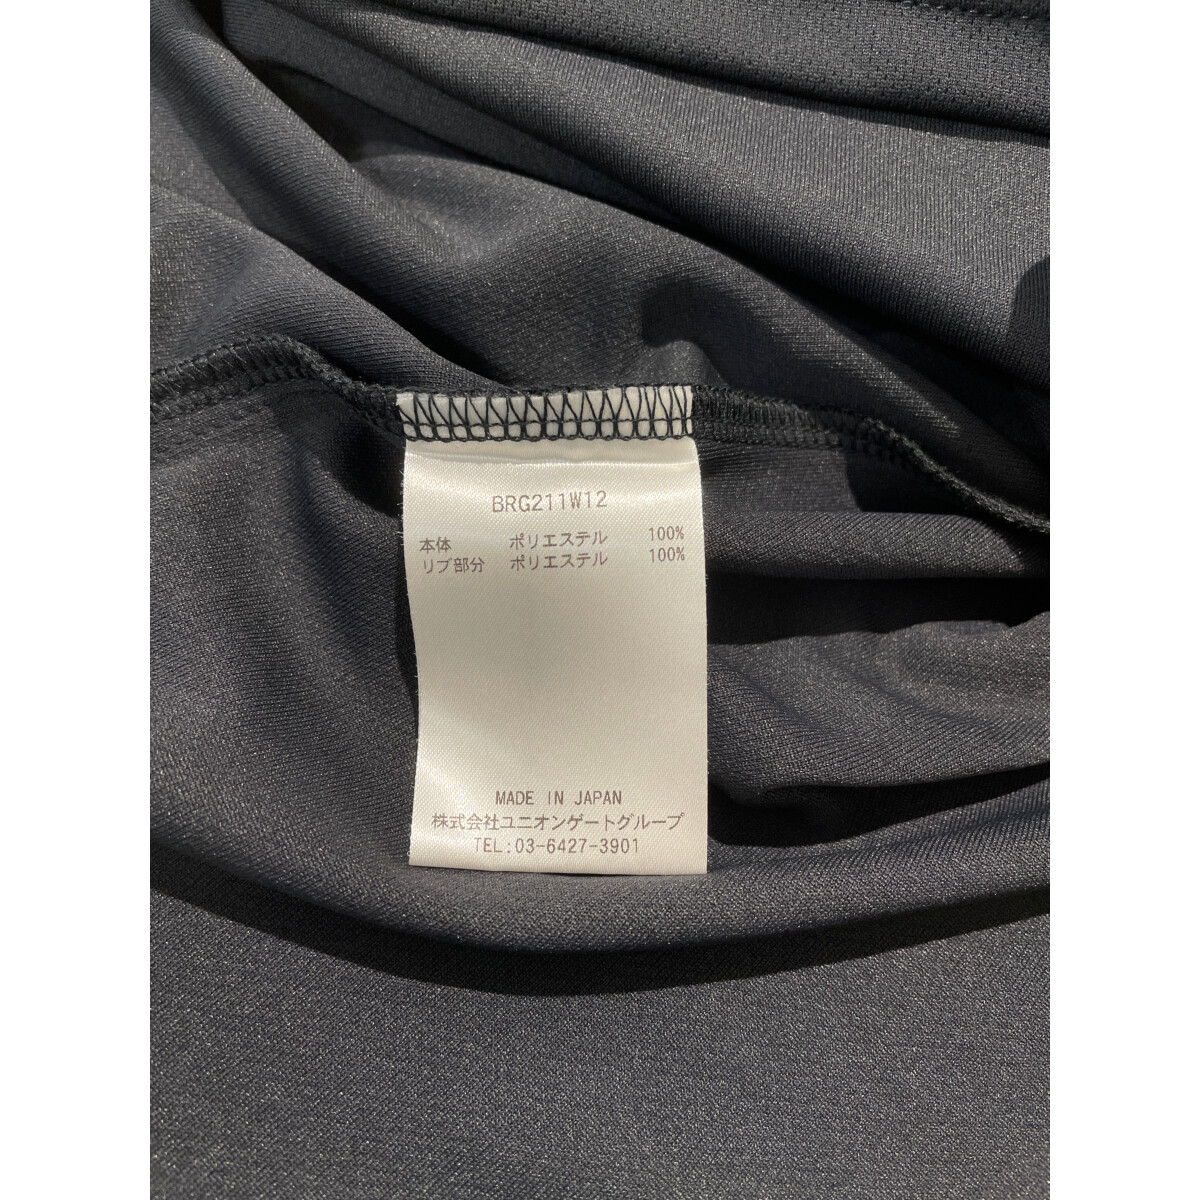 BRG211W12
本体 ポリエステル 100%
リブ部分 ポリエステル 100%
MADE IN JAPAN
株式会社ユニオンゲートグループ
TEL:03-6427-3901